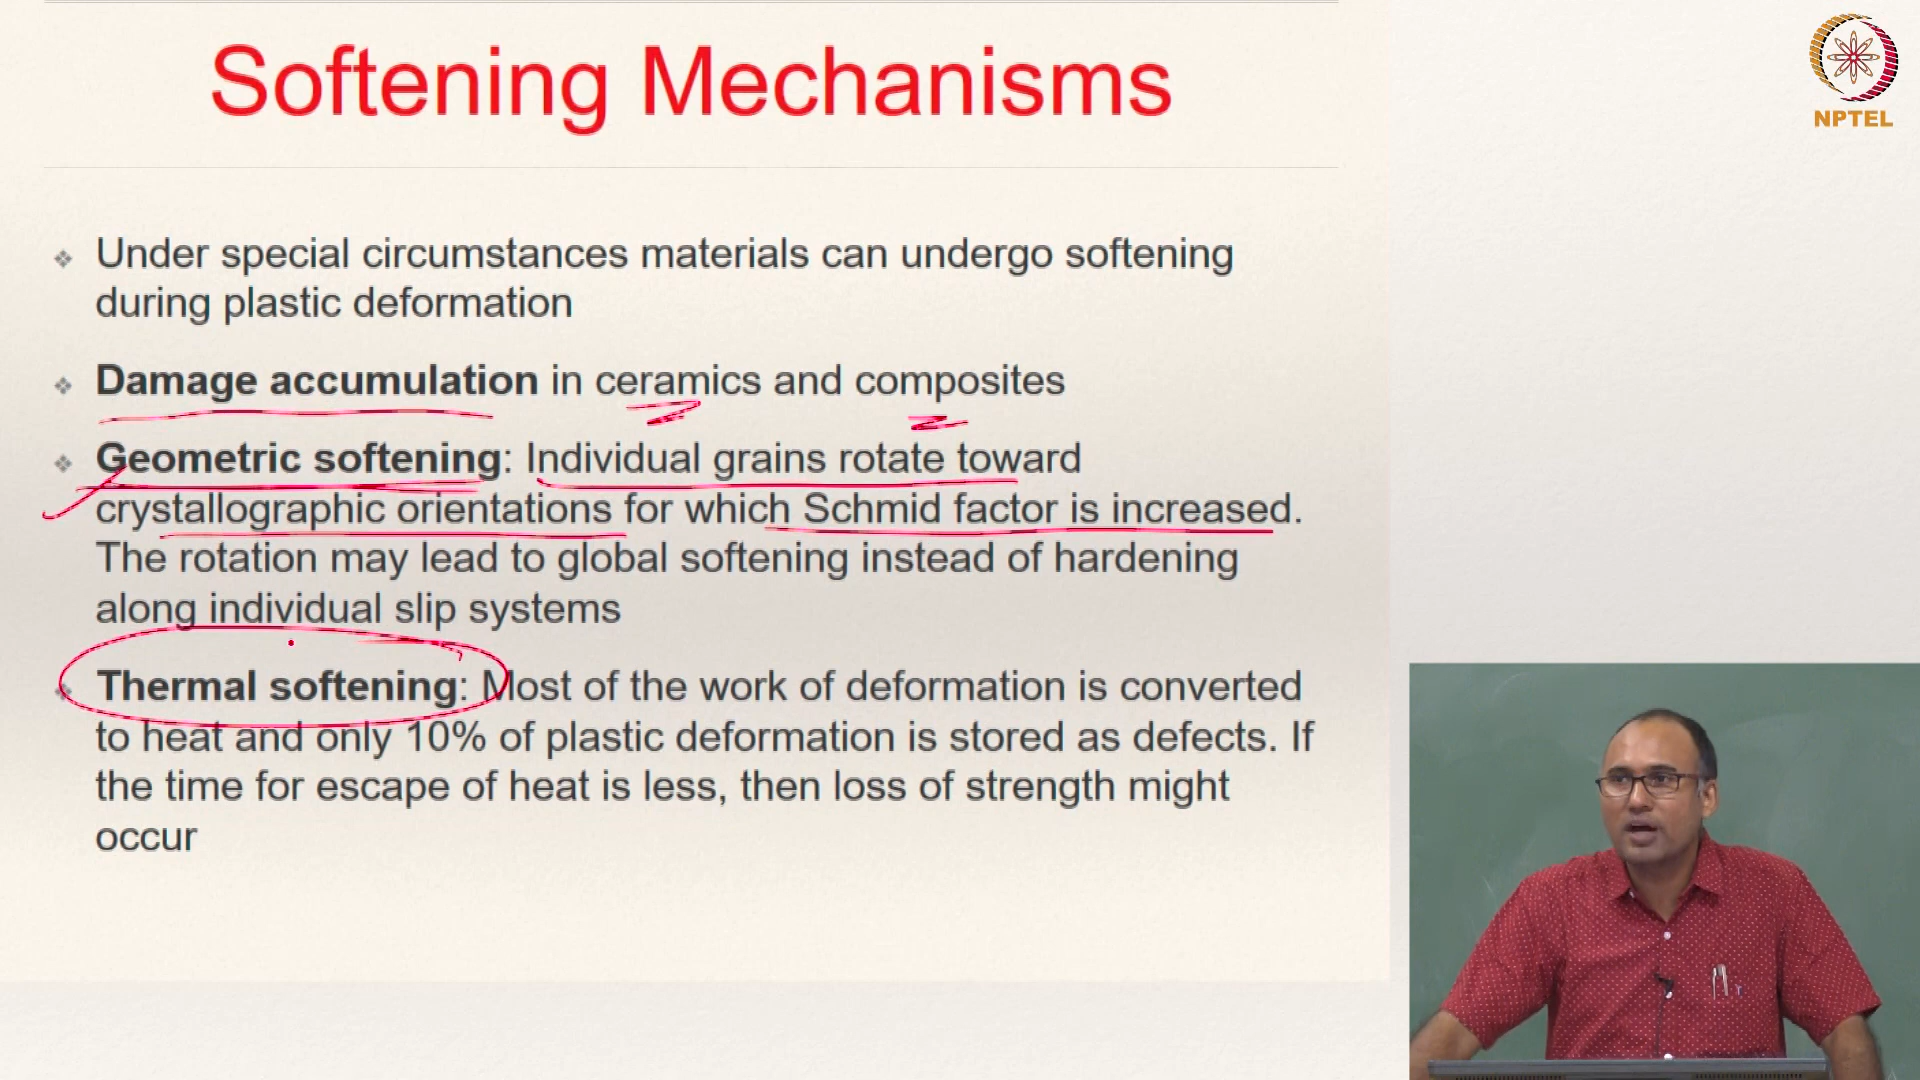 Softening Mechanisms
NPTEL
Under special circumstances materials can undergo softening
during plastic deformation
Damage accumulation in ceramics and composites
Geometric softening: Individual grains rotate toward
crystallographic orientations for which Schmid factor is increased.
The rotation may lead to global softening instead of hardening
along individual slip systems
Thermal softening: Most of the work of deformation is converted
to heat and only 10% of plastic deformation is stored as defects. If
the time for escape of heat is less, then loss of strength might
occur